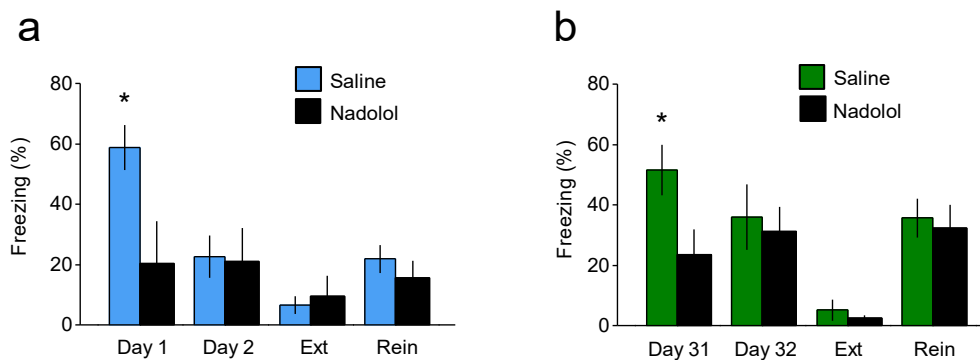 a
80
60
40
20
0
Freezing (%)
*
Saline
Nadolol
Day 1 Day 2 Ext Rein
b
80
60
40
20
0
Freezing (%)
*
Saline
Nadolol
Day 31 Day 32 Ext Rein